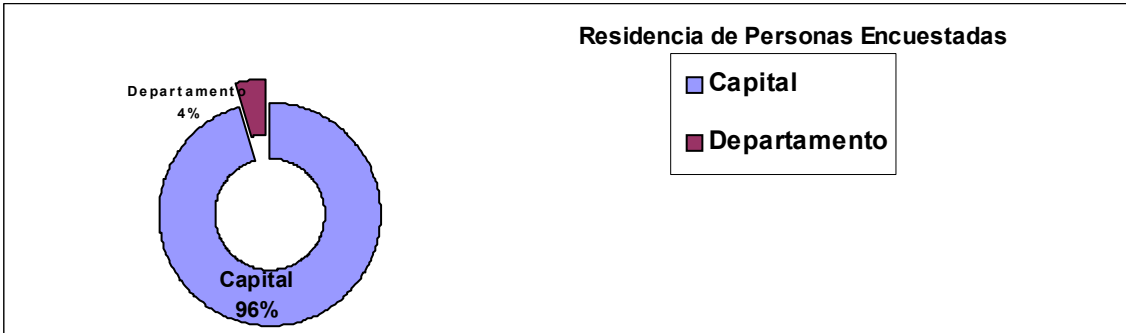 Residencia de Personas Encuestadas
Capital
Departamento
Departamento
4%
Capital
96%